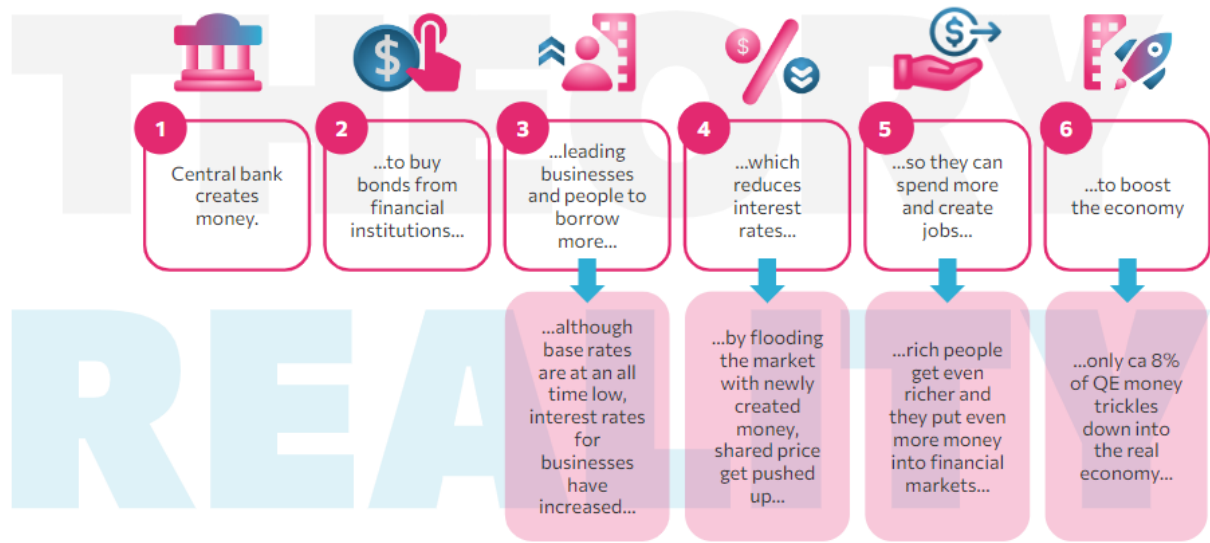 THEORY
1
Central bank
creates
money.
2
...to buy
bonds from
financial
institutions...
3
...leading
businesses
and people to
borrow
more...
4
...which
reduces
interest
rates...
5
...so they can
spend more
and create
jobs...
6
...to boost
the economy
REALITY
...although
base rates
are at an all
time low,
interest rates
for
businesses
have
increased...
...by flooding
the market
with newly
created
money,
shared price
get pushed
up...
...rich people
get even
richer and
they put even
more money
into financial
markets...
...only ca 8%
of QE money
trickles
down into
the real
economy...